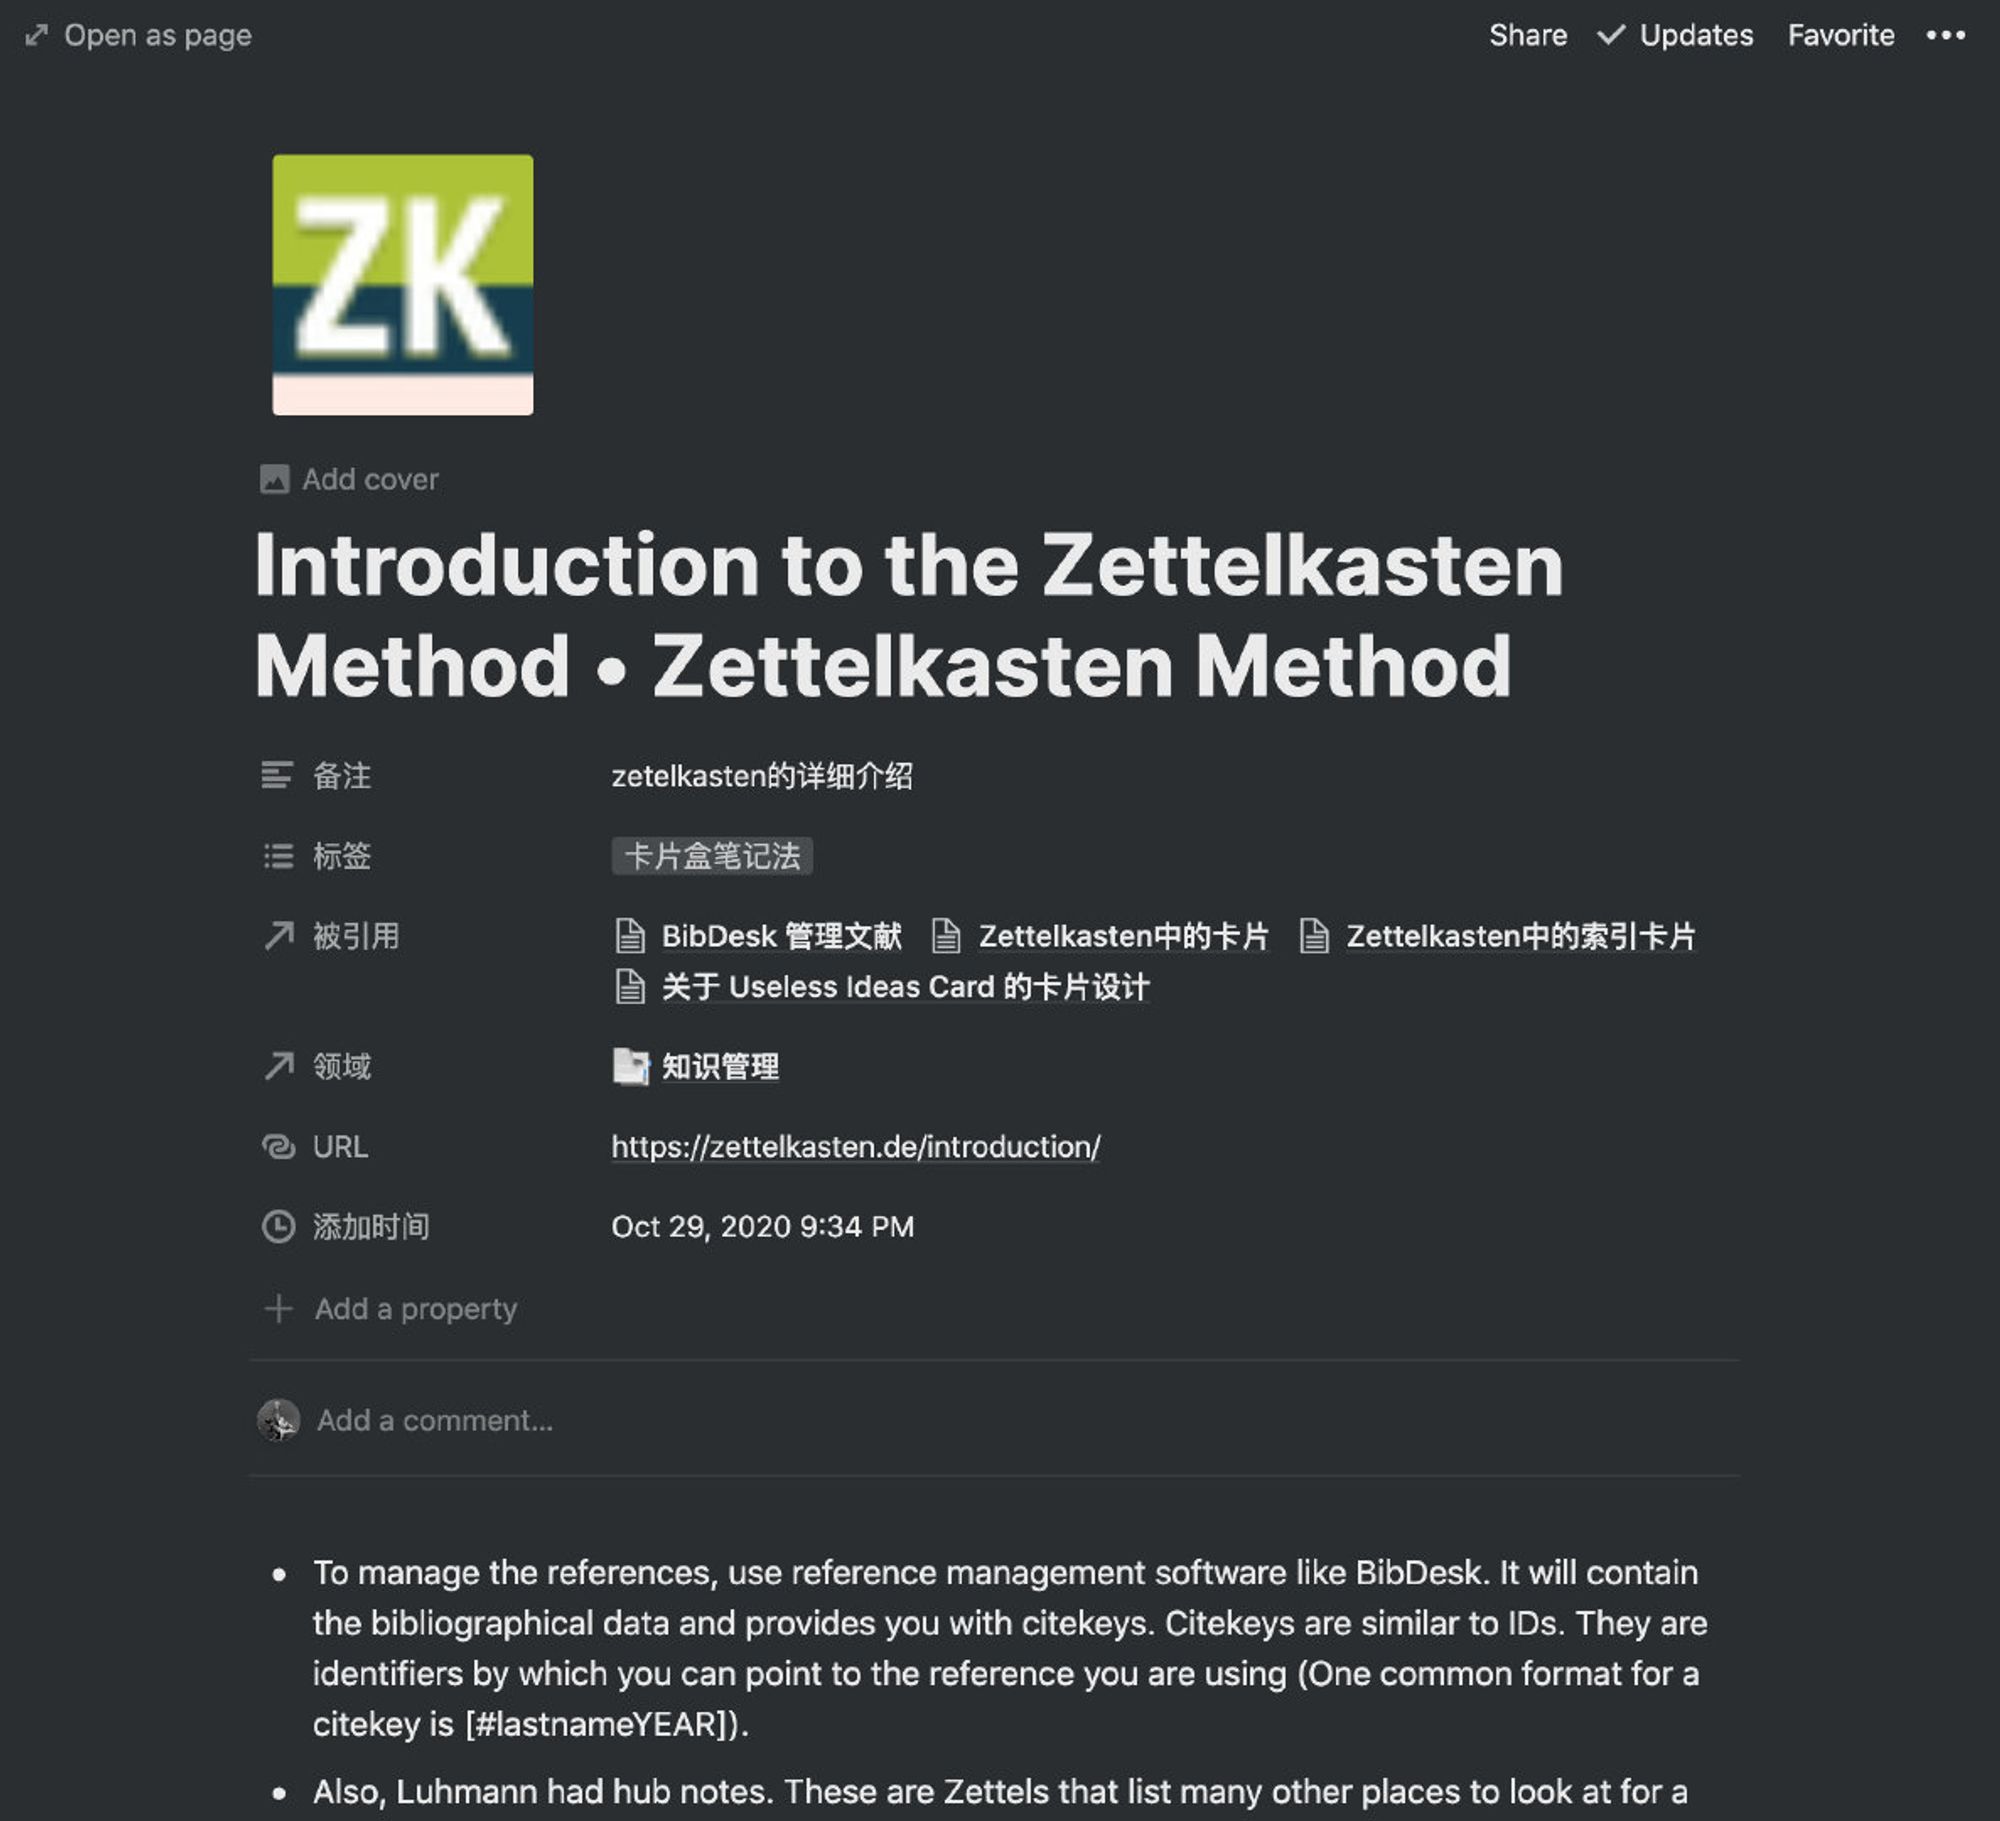 Open as page
Share Updates Favorite •••
ZK
Add cover
Introduction to the Zettelkasten
Method • Zettelkasten Method
备注 zetelkasten的详细介绍
标签 卡片盒笔记法
被引用 BibDesk 管理文献 Zettelkasten中的卡片 Zettelkasten中的索引卡片
关于 Useless Ideas Card 的卡片设计
领域 知识管理
URL https://zettelkasten.de/introduction/
添加时间 Oct 29, 2020 9:34 PM
Add a property
Add a comment...
• To manage the references, use reference management software like BibDesk. It will contain
the bibliographical data and provides you with citekeys. Citekeys are similar to IDs. They are
identifiers by which you can point to the reference you are using (One common format for a
citekey is [#lastnameYEAR]).
• Also, Luhmann had hub notes. These are Zettels that list many other places to look at for a